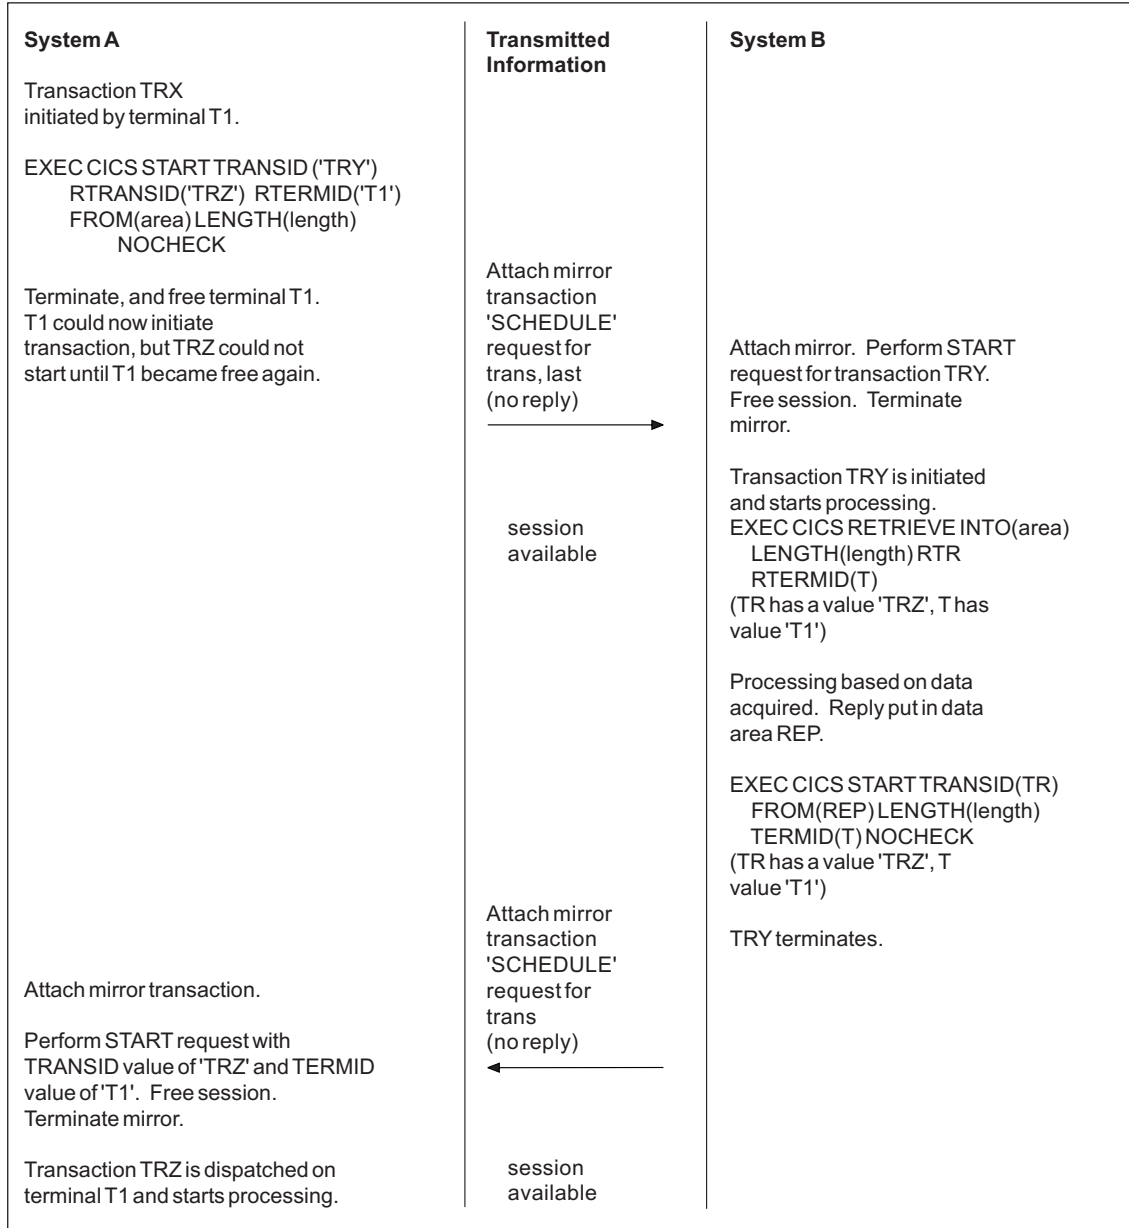 System A
Transaction TRX
initiated by terminal T1.
EXEC CICS START TRANSID ('TRY')
RTRANSID('TRZ') RTERMID('T1')
FROM(area) LENGTH(length)
NOCHECK
Terminate, and free terminal T1.
T1 could now initiate
transaction, but TRZ could not
start until T1 became free again.
Attach mirror transaction.
Perform START request with
TRANSID value of 'TRZ' and TERMID
value of 'T1'. Free session.
Terminate mirror.
Transaction TRZ is dispatched on
terminal T1 and starts processing.
Transmitted
Information
Attach mirror
transaction
'SCHEDULE'
request for
trans, last
(no reply)
session
available
Attach mirror
transaction
'SCHEDULE'
request for
trans
(no reply)
session
available
System B
Attach mirror. Perform START
request for transaction TRY.
Free session. Terminate
mirror.
Transaction TRY is initiated
and starts processing.
EXEC CICS RETRIEVE INTO(area)
LENGTH(length) RTR
RTERMID(T)
(TR has a value 'TRZ', T has
value 'T1')
Processing based on data
acquired. Reply put in data
area REP.
EXEC CICS START TRANSID(TR)
FROM(REP) LENGTH(length)
TERMID(T) NOCHECK
(TR has a value 'TRZ', T
value 'T1')
TRY terminates.